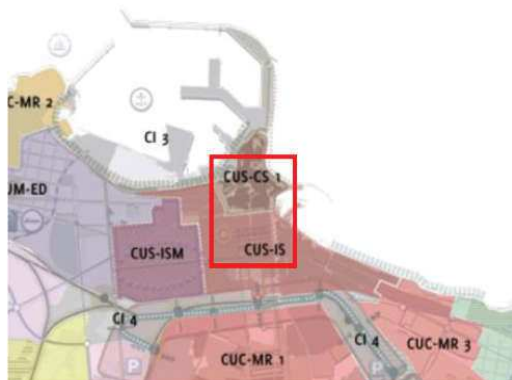 C-MR 2
CI 3
CUS-CS 1
UM-ED
CUS-IS
CUS-ISM
CI 4
CI 4
CUC-MR 1
CUC-MR 3
P
P